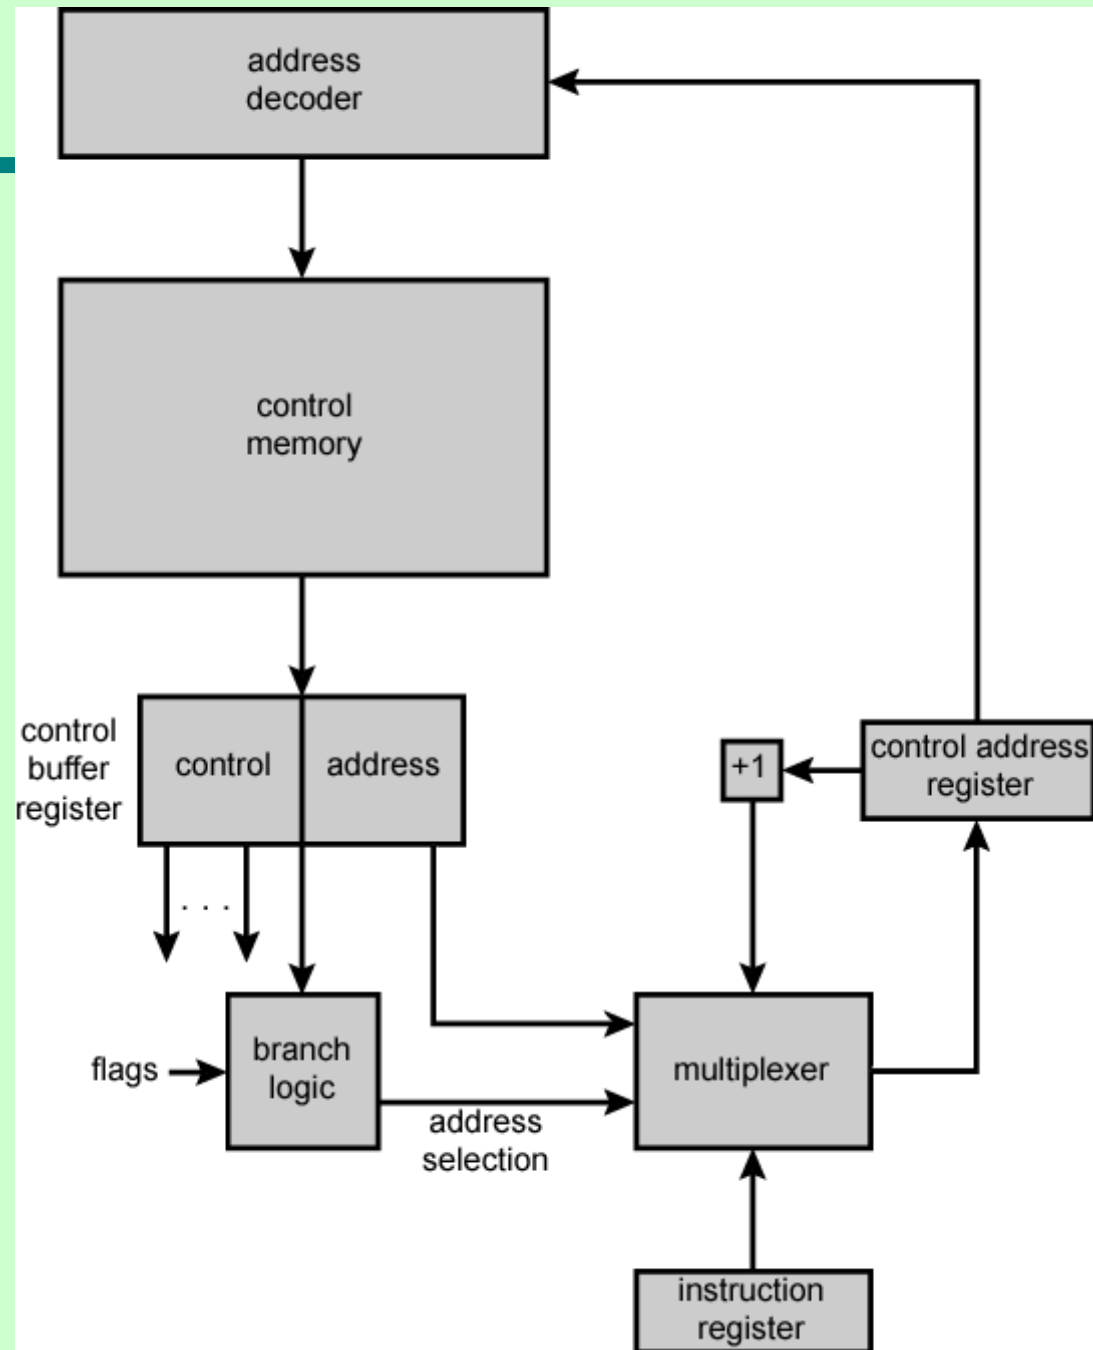 address
decoder
control
memory
control
buffer
register
control
address
+1
control address
register
. . .
flags
branch
logic
address
selection
multiplexer
instruction
register